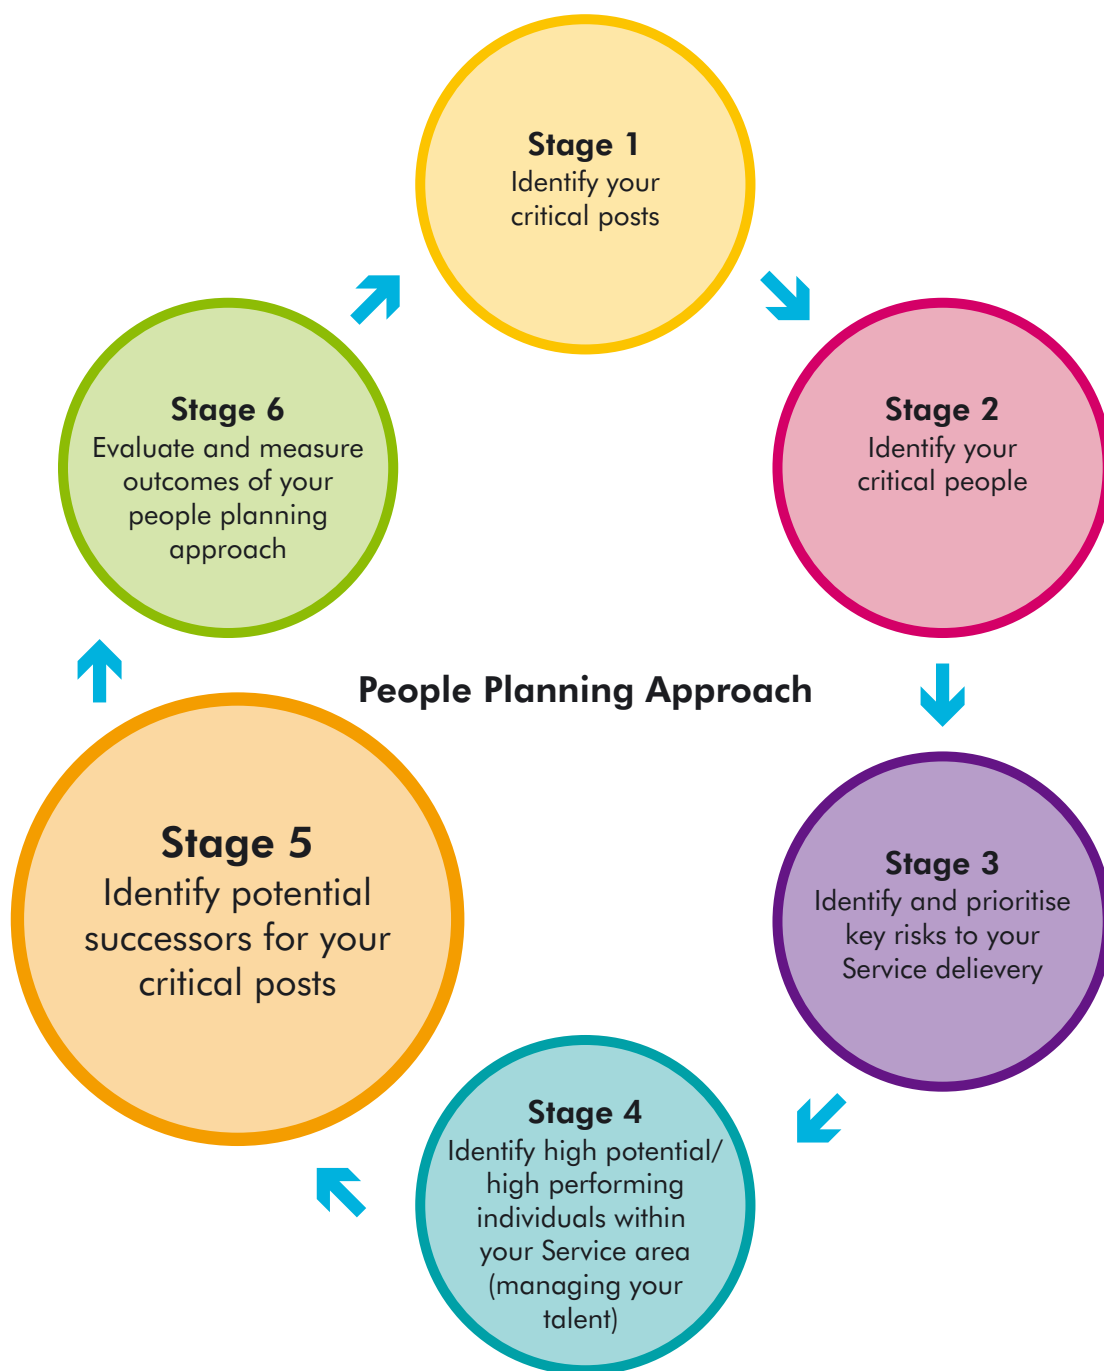 Stage 1
Identify your
critical posts
Stage 2
Identify your
critical people
Stage 3
Identify and prioritise
key risks to your
Service delievery
Stage 4
Identify high potential/
high performing
individuals within
your Service area
(managing your
talent)
Stage 5
Identify potential
successors for your
critical posts
Stage 6
Evaluate and measure
outcomes of your
people planning
approach
People Planning Approach